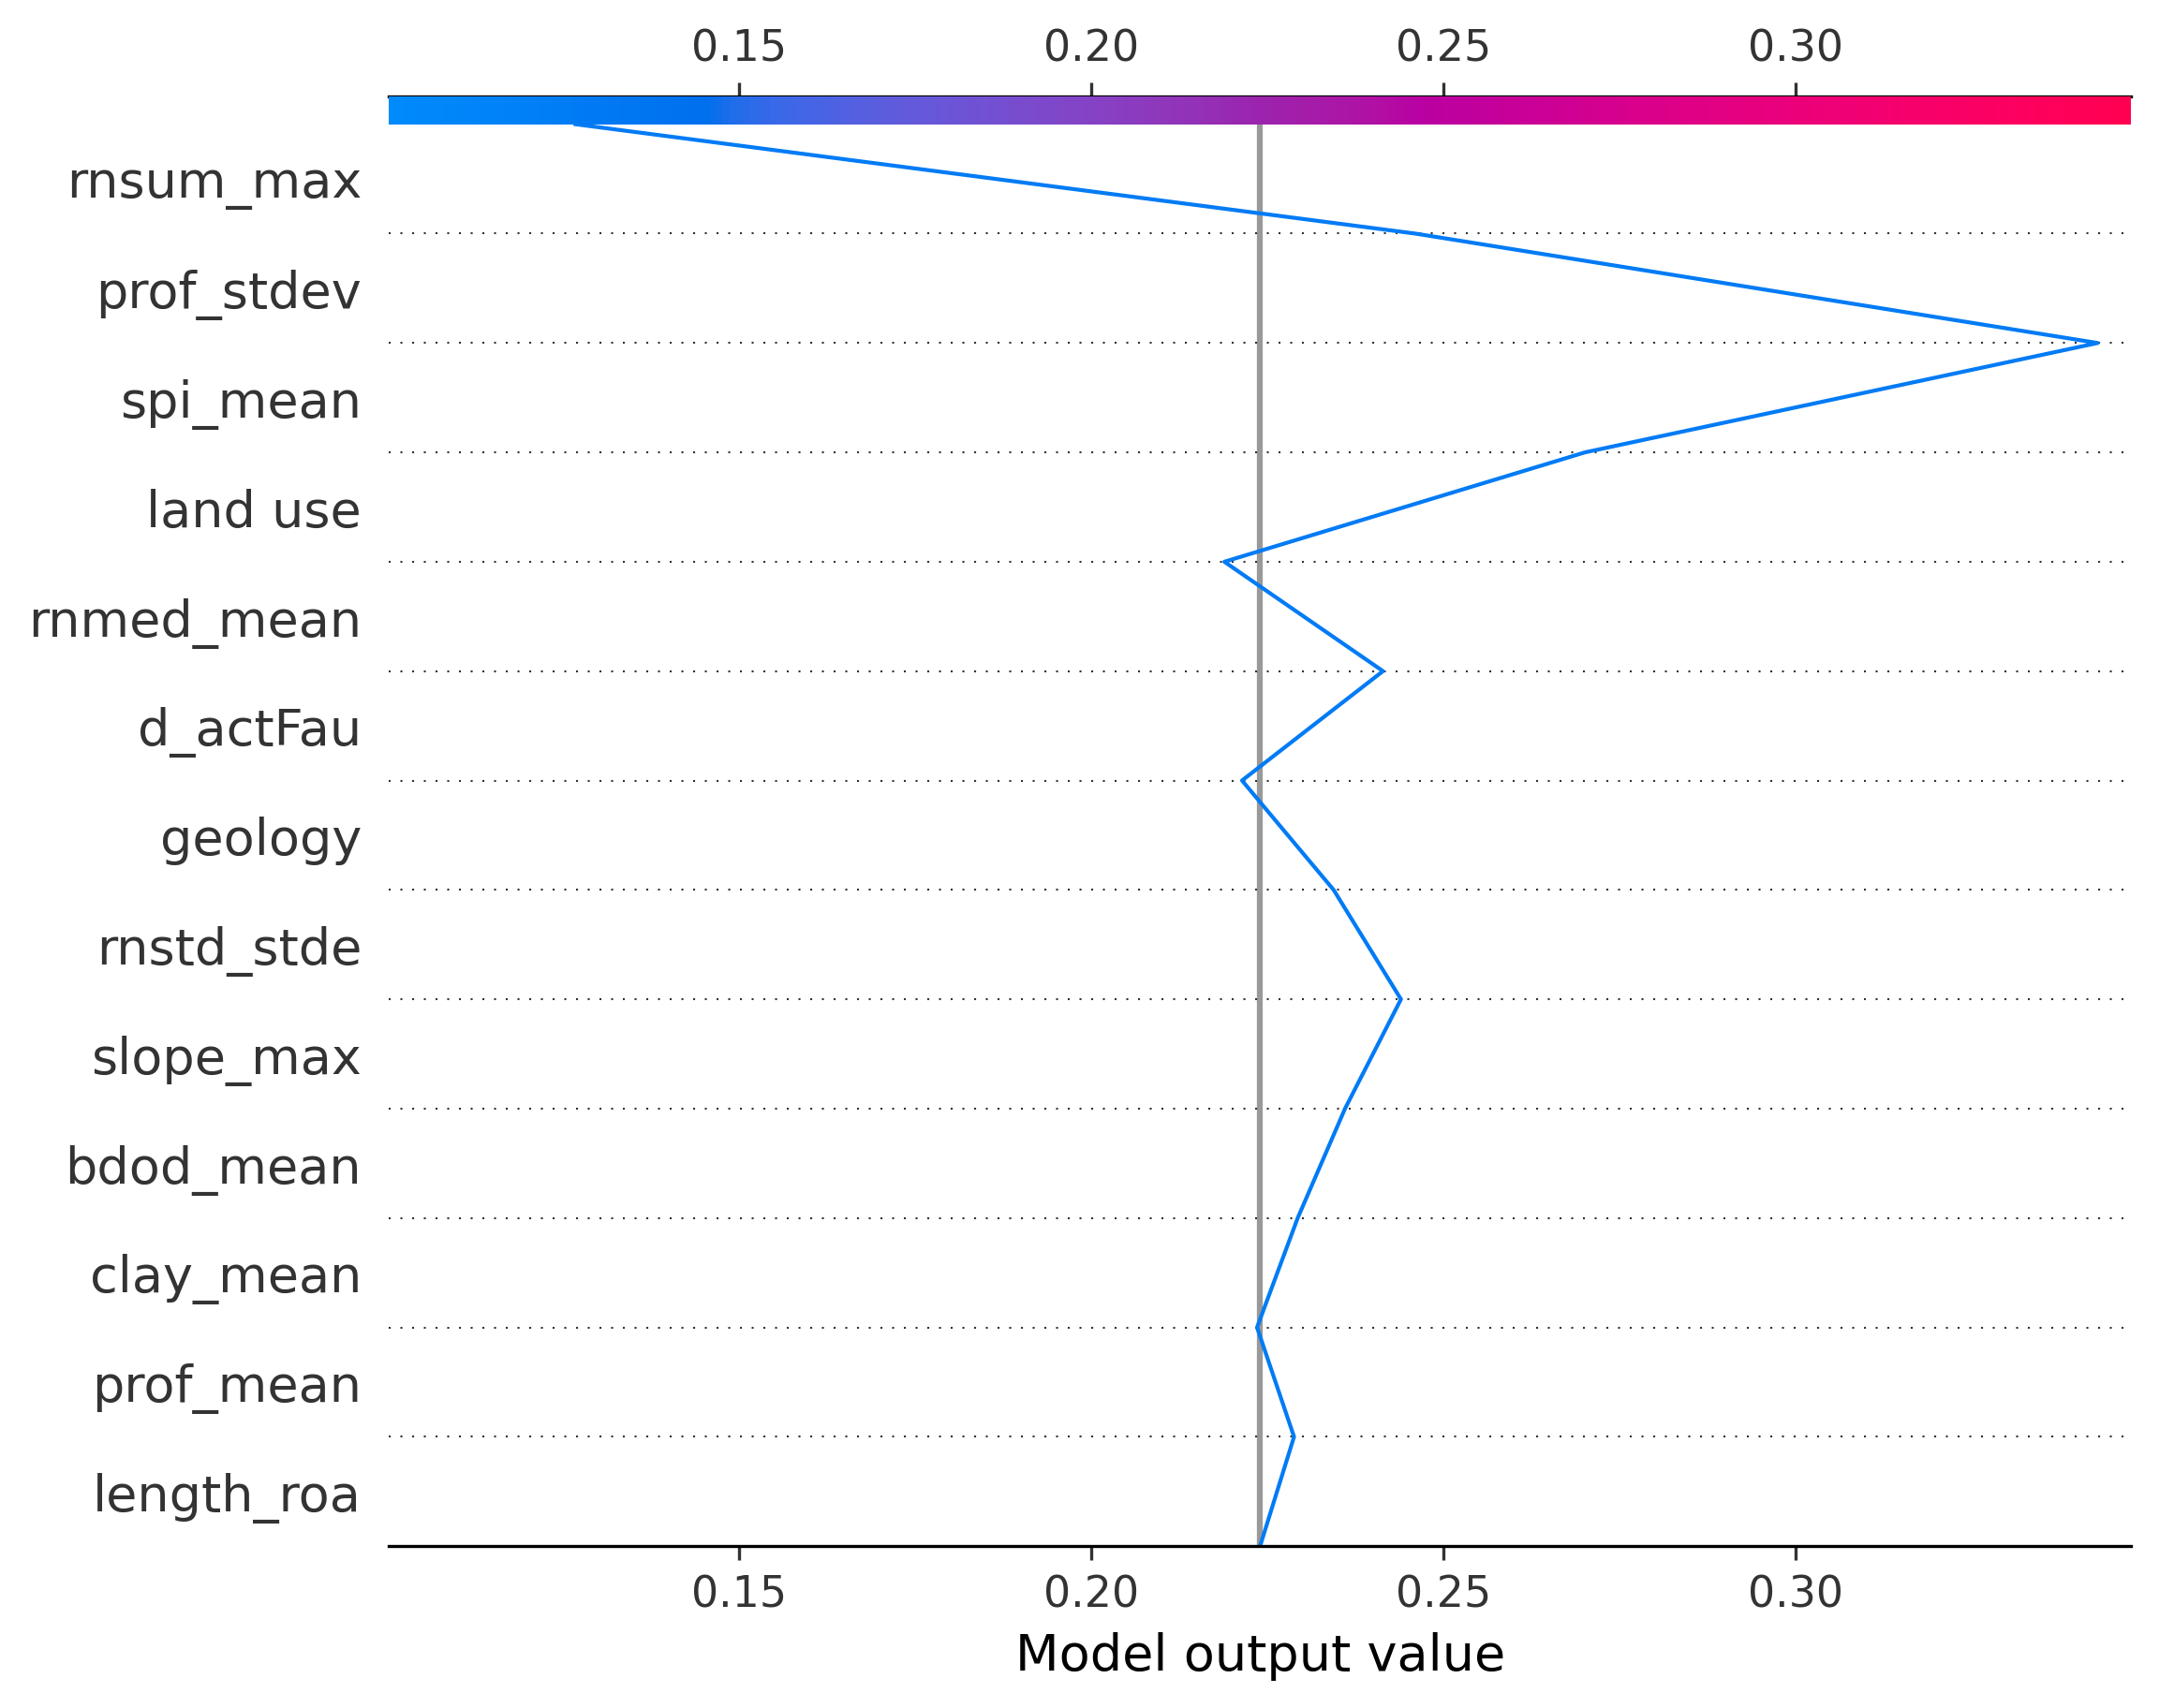 0.15 0.20 0.25 0.30
rnsum_max
prof_stdev
spi_mean
land use
rnmed_mean
d_actFau
geology
rnstd_stde
slope_max
bdod_mean
clay_mean
prof_mean
length_roa
0.15 0.20 0.25 0.30
Model output value